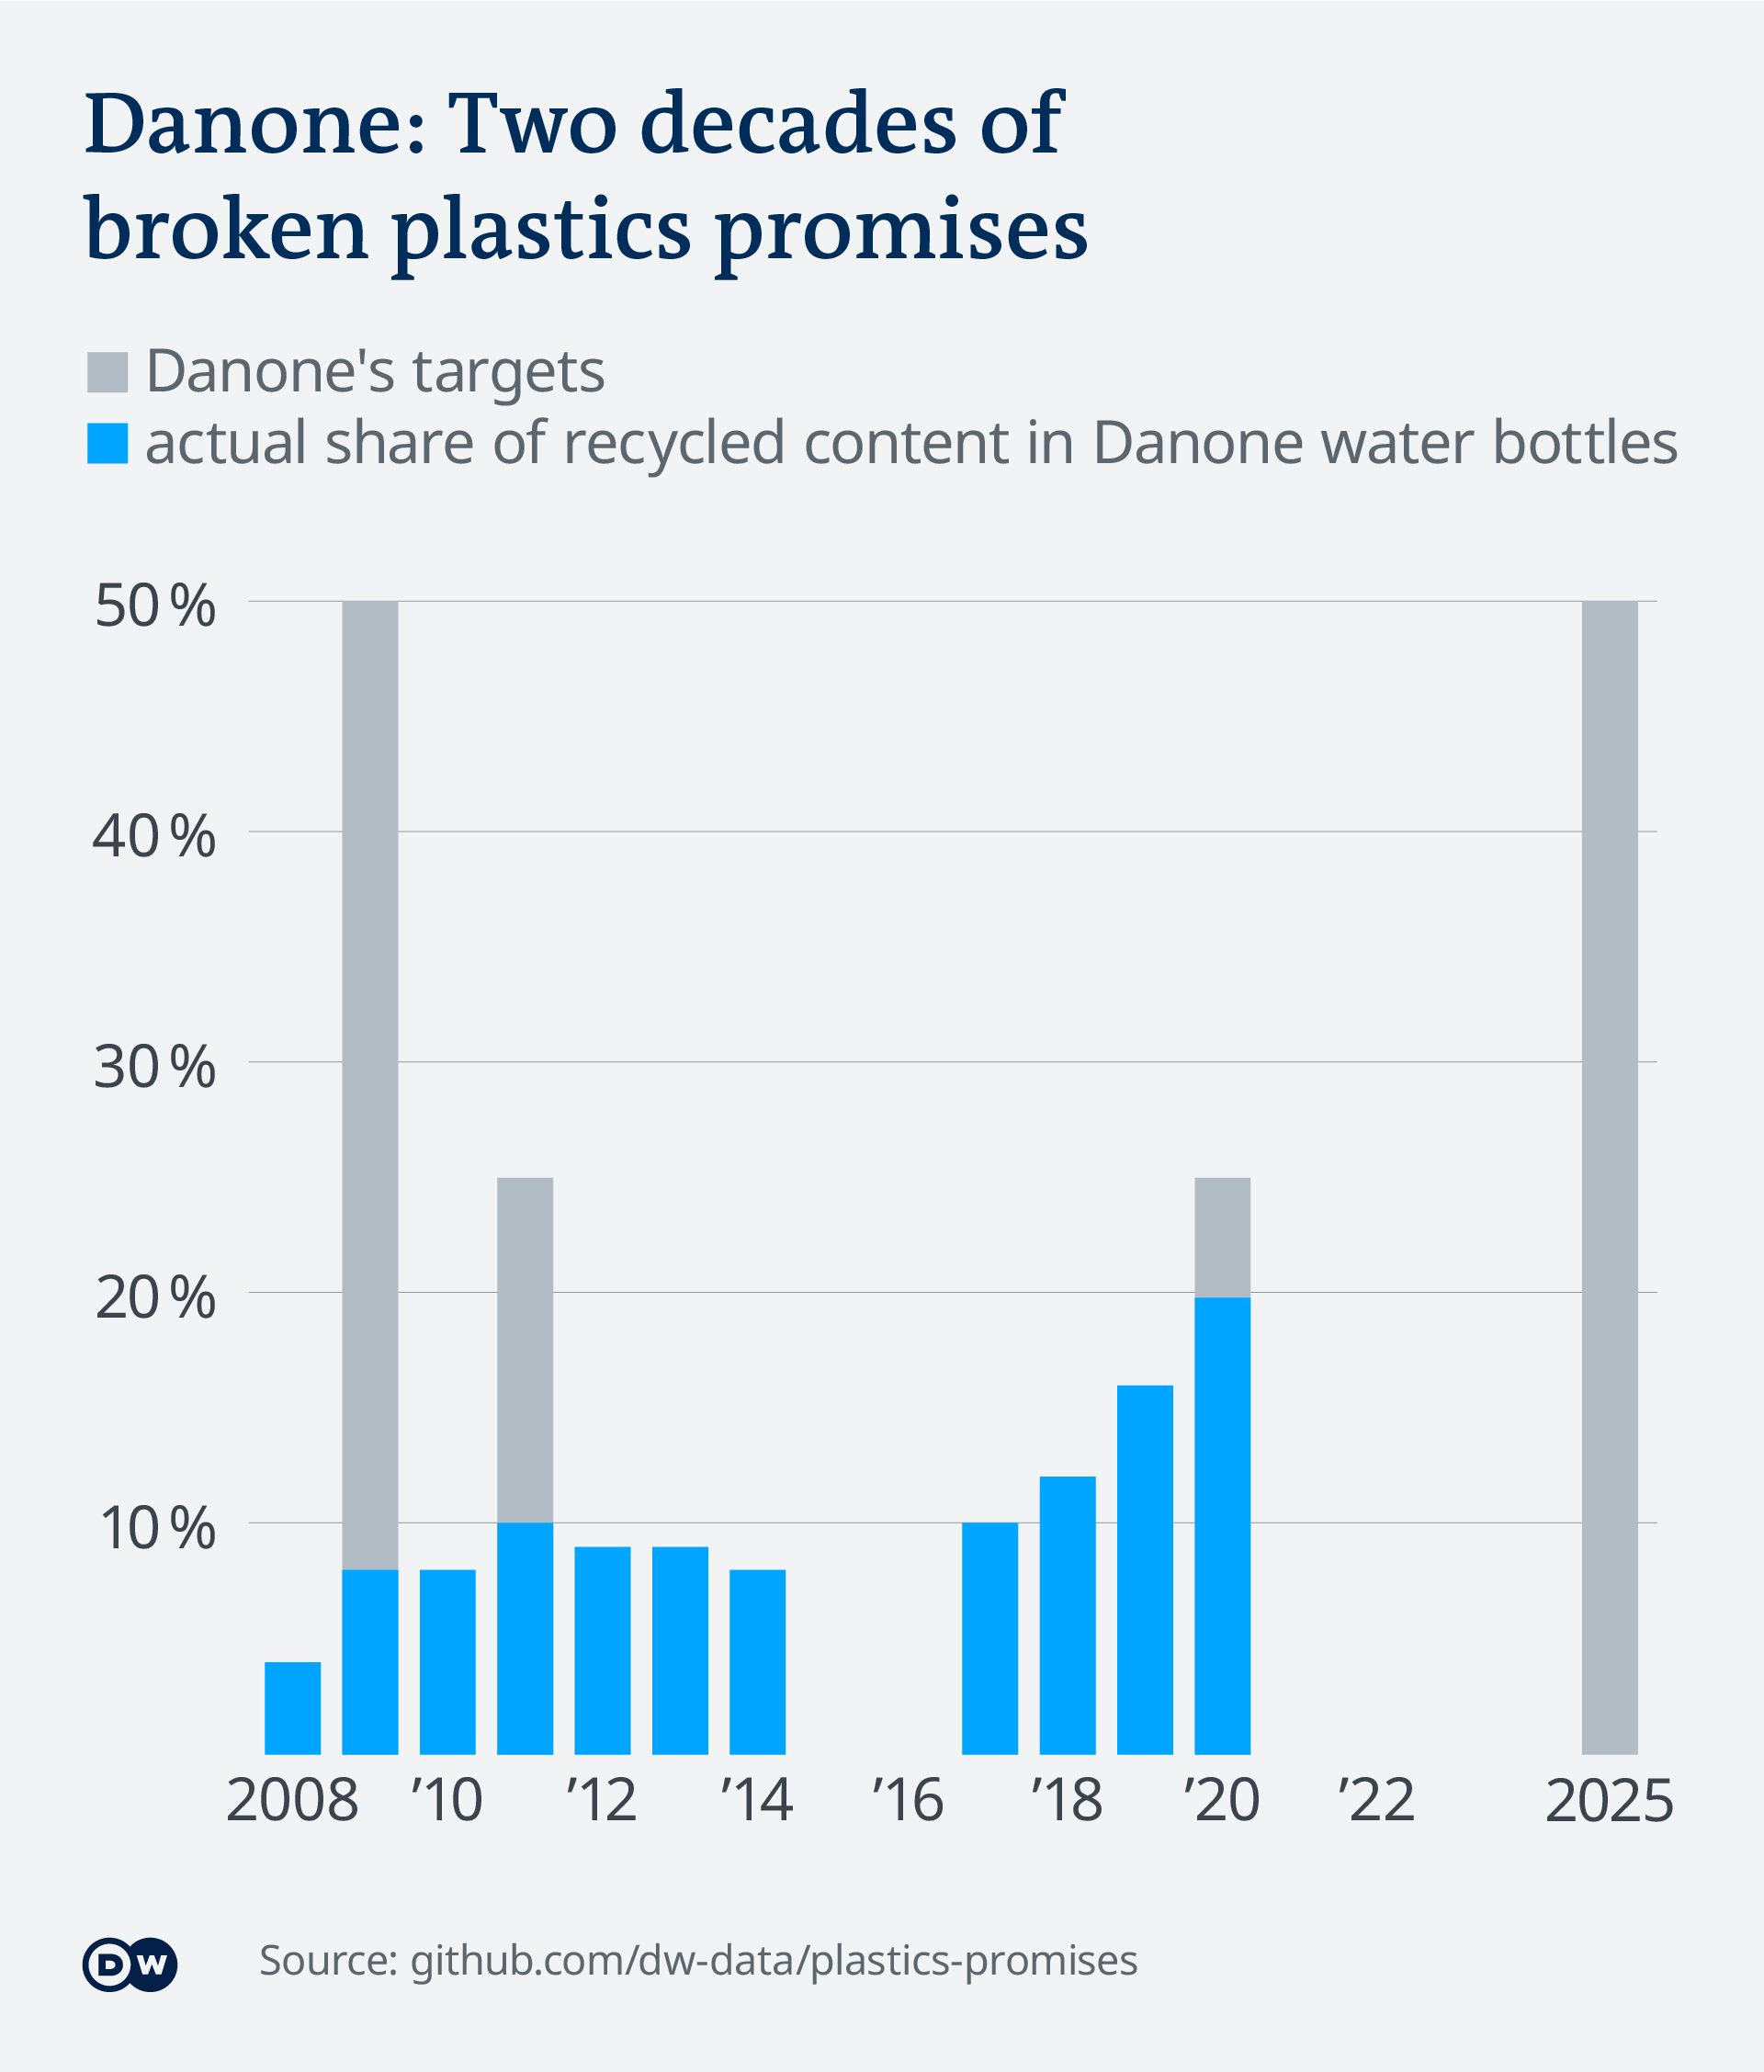 Danone: Two decades of
broken plastics promises
Danone's targets
actual share of recycled content in Danone water bottles
50 %
40 %
30 %
20 %
10 %
2008 ’10 ’12 ’14 ’16 ’18 ’20 ’22 2025
DW Source: github.com/dw-data/plastics-promises